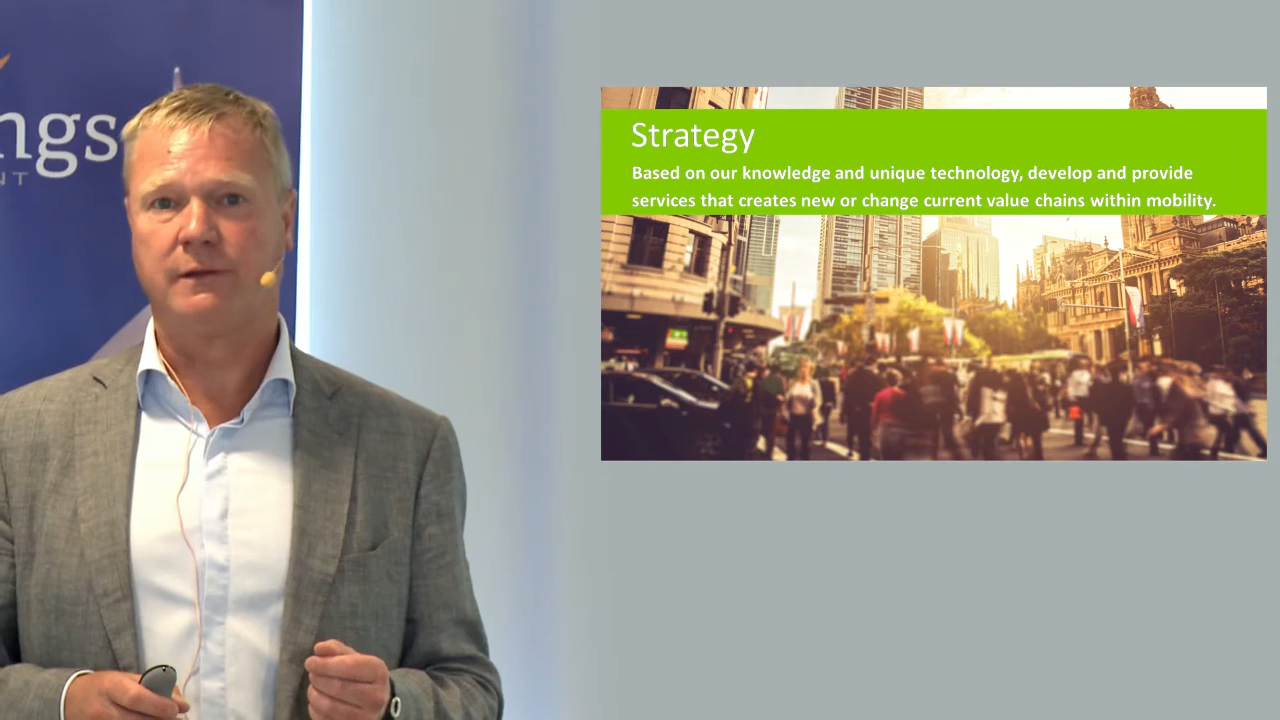 ngs
NT
Strategy
Based on our knowledge and unique technology, develop and provide
services that creates new or change current value chains within mobility.